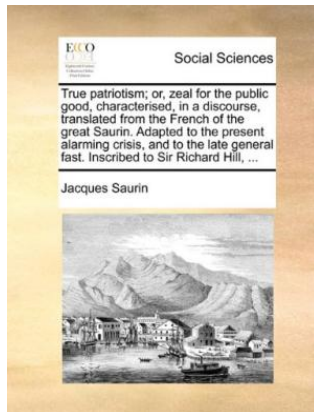 ECCO
Social Sciences
True patriotism; or, zeal for the public
good, characterised, in a discourse,
translated from the French of the
great Saurin. Adapted to the present
alarming crisis, and to the late general
fast. Inscribed to Sir Richard Hill, ...
Jacques Saurin